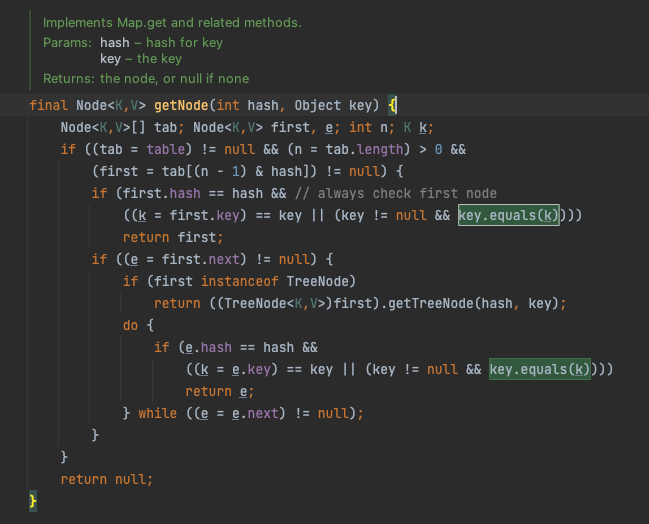 Implements Map.get and related methods.
Params: hash – hash for key
key – the key
Returns: the node, or null if none
final Node<K,V> getNode(int hash, Object key) {
Node<K,V>[] tab; Node<K,V> first, e; int n; K k;
if ((tab = table) != null && (n = tab.length) > 0 &&
(first = tab[(n - 1) & hash]) != null) {
if (first.hash == hash && // always check first node
((k = first.key) == key || (key != null && key.equals(k))))
return first;
if ((e = first.next) != null) {
if (first instanceof TreeNode)
return ((TreeNode<K,V>)first).getTreeNode(hash, key);
do {
if (e.hash == hash &&
((k = e.key) == key || (key != null && key.equals(k))))
return e;
} while ((e = e.next) != null);
}
}
return null;
}